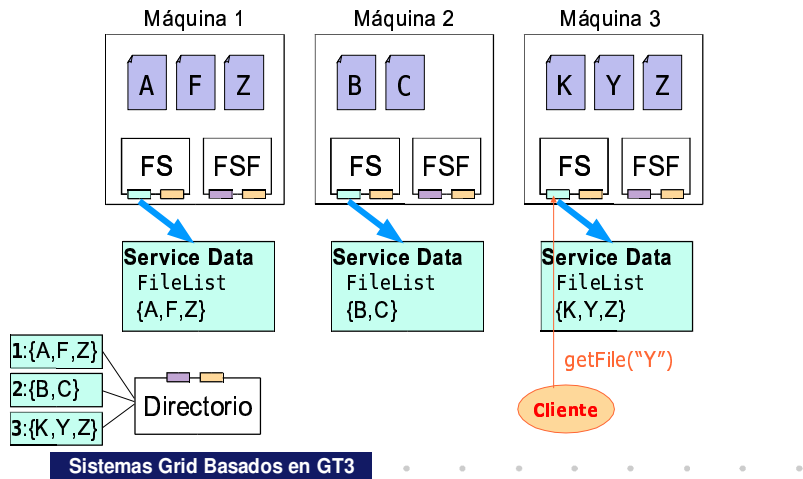 Máquina 1
Máquina 2
Máquina 3
A F Z
B C
K Y Z
FS FSF
FS FSF
FS FSF
Service Data
FileList
{A,F,Z}
Service Data
FileList
{B,C}
Service Data
FileList
{K,Y,Z}
1:{A,F,Z}
2:{B,C}
3:{K,Y,Z}
Directorio
getFile(“Y”)
Cliente
Sistemas Grid Basados en GT3